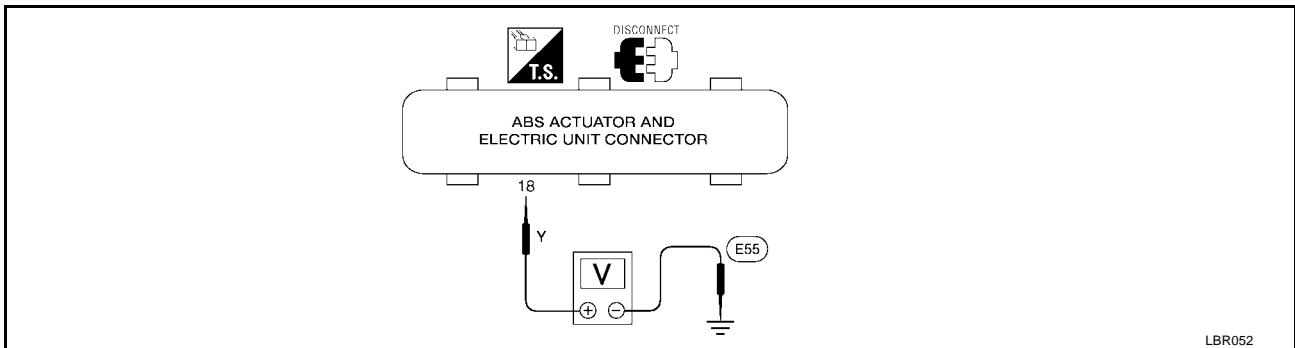 DISCONNECT
T.S.
ABS ACTUATOR AND
ELECTRIC UNIT CONNECTOR
18
Y
E55
V
+ −
LBR052